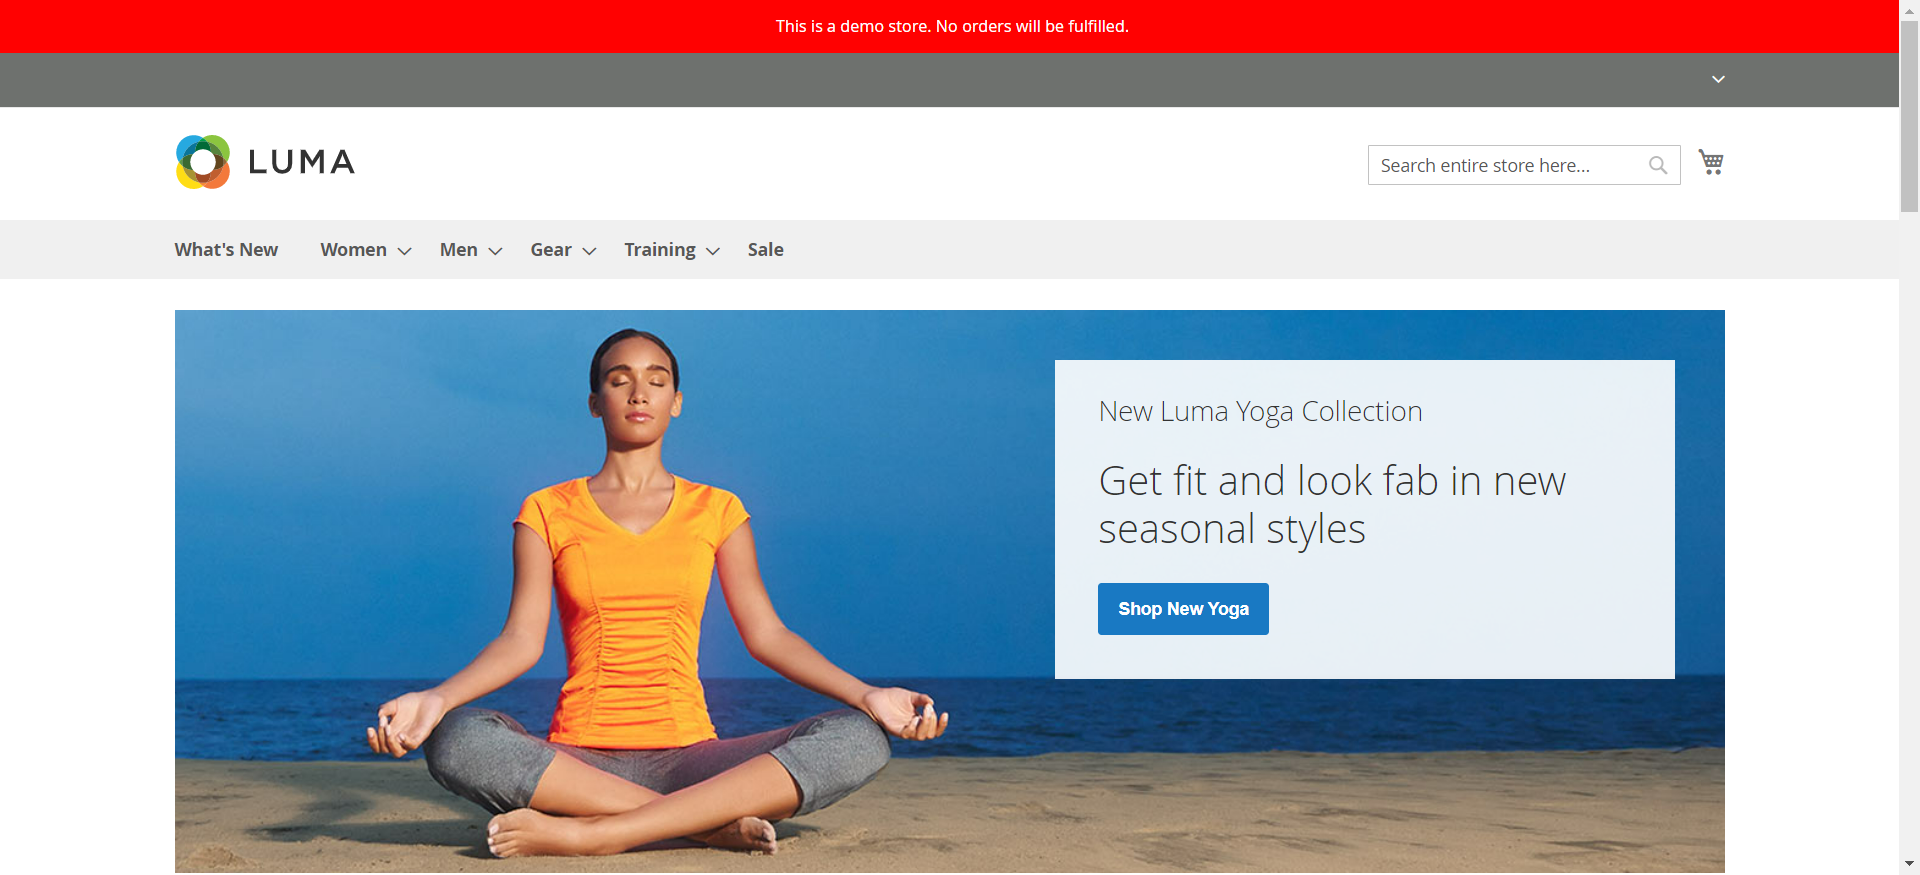 This is a demo store. No orders will be fulfilled.
LUMA
Search entire store here...
What's New Women Men Gear Training Sale
New Luma Yoga Collection
Get fit and look fab in new
seasonal styles
Shop New Yoga